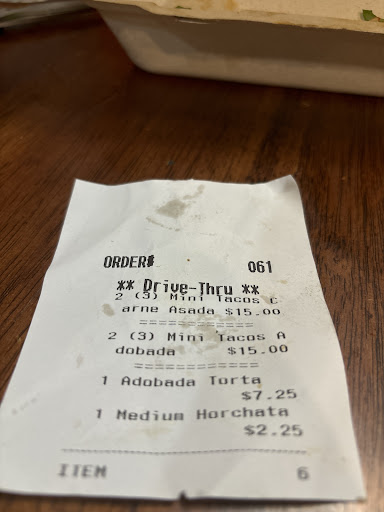 ORDER# 061
** Drive-Thru **
2 (3) Mini Tacos C
arne Asada $15.00
============
2 (3) Mini Tacos A
dobada $15.00
============
1 Adobada Torta
$7.25
1 Medium Horchata
$2.25
ITEM 6